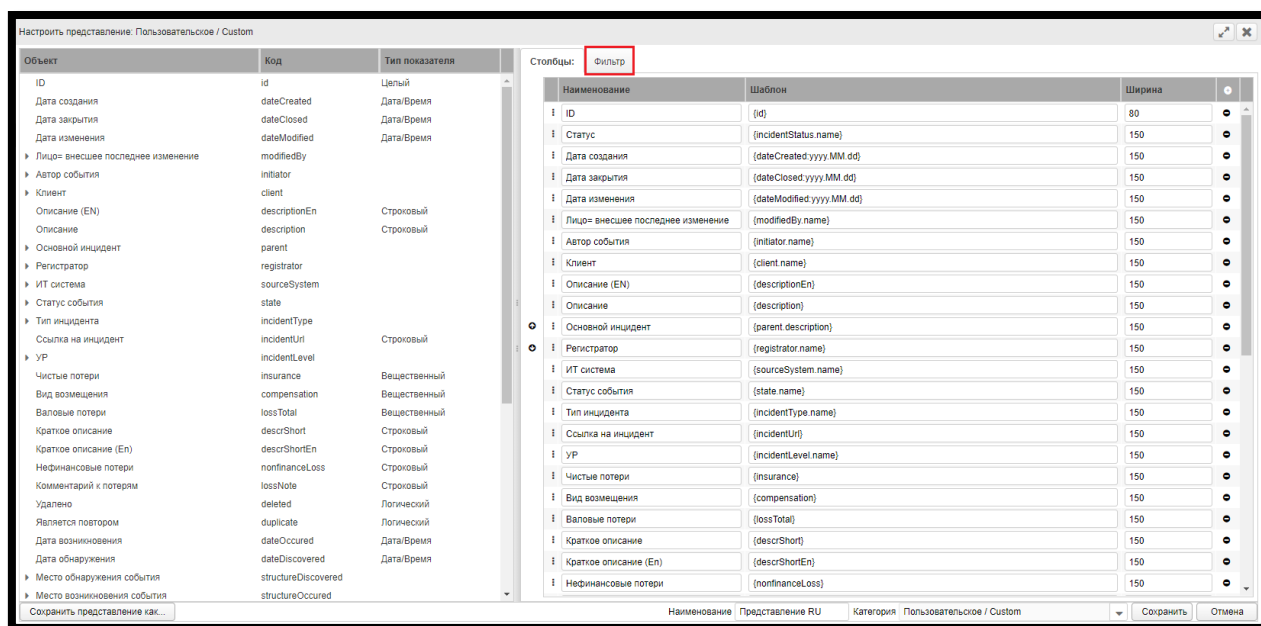 Настроить представление: Пользовательское / Custom
Объект Код Тип показателя
ID id Целый
Дата создания dateCreated Дата/Время
Дата закрытия dateClosed Дата/Время
Дата изменения dateModified Дата/Время
Лицо= внесшее последнее изменение modifiedBy
Автор события initiator
Клиент client
Описание (EN) descriptionEn Строковый
Описание description Строковый
Основной инцидент parent
Регистратор registrator
ИТ система sourceSystem
Статус события state
Тип инцидента incidentType
Ссылка на инцидент incidentUrl Строковый
УР incidentLevel
Чистые потери insurance Вещественный
Вид возмещения compensation Вещественный
Валовые потери lossTotal Вещественный
Краткое описание descrShort Строковый
Краткое описание (En) descrShortEn Строковый
Нефинансовые потери nonfinanceLoss Строковый
Комментарий к потерям lossNote Строковый
Удалено deleted Логический
Является повтором duplicate Логический
Дата возникновения dateOccured Дата/Время
Дата обнаружения dateDiscovered Дата/Время
Место обнаружения события structureDiscovered
Место возникновения события structureOccured
Столбцы: Фильтр
Наименование Шаблон Ширина
ID {id} 80
Статус {incidentStatus.name} 150
Дата создания {dateCreated:yyyy.MM.dd} 150
Дата закрытия {dateClosed:yyyy.MM.dd} 150
Дата изменения {dateModified:yyyy.MM.dd} 150
Лицо= внесшее последнее изменение {modifiedBy.name} 150
Автор события {initiator.name} 150
Клиент {client.name} 150
Описание (EN) {descriptionEn} 150
Описание {description} 150
Основной инцидент {parent.description} 150
Регистратор {registrator.name} 150
ИТ система {sourceSystem.name} 150
Статус события {state.name} 150
Тип инцидента {incidentType.name} 150
Ссылка на инцидент {incidentUrl} 150
УР {incidentLevel.name} 150
Чистые потери {insurance} 150
Вид возмещения {compensation} 150
Валовые потери {lossTotal} 150
Краткое описание {descrShort} 150
Краткое описание (En) {descrShortEn} 150
Нефинансовые потери {nonfinanceLoss} 150
Сохранить представление как... Наименование Представление RU Категория Пользовательское / Custom Сохранить Отмена